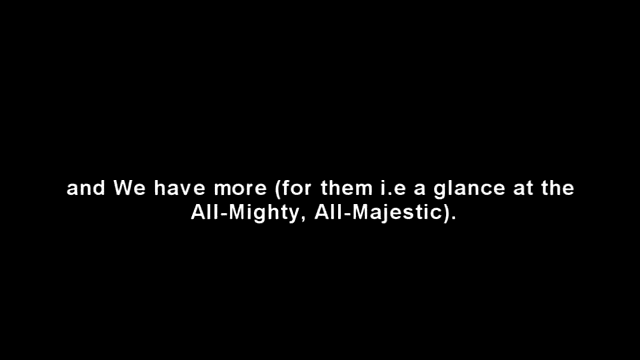 and We have more (for them i.e a glance at the
All-Mighty, All-Majestic).